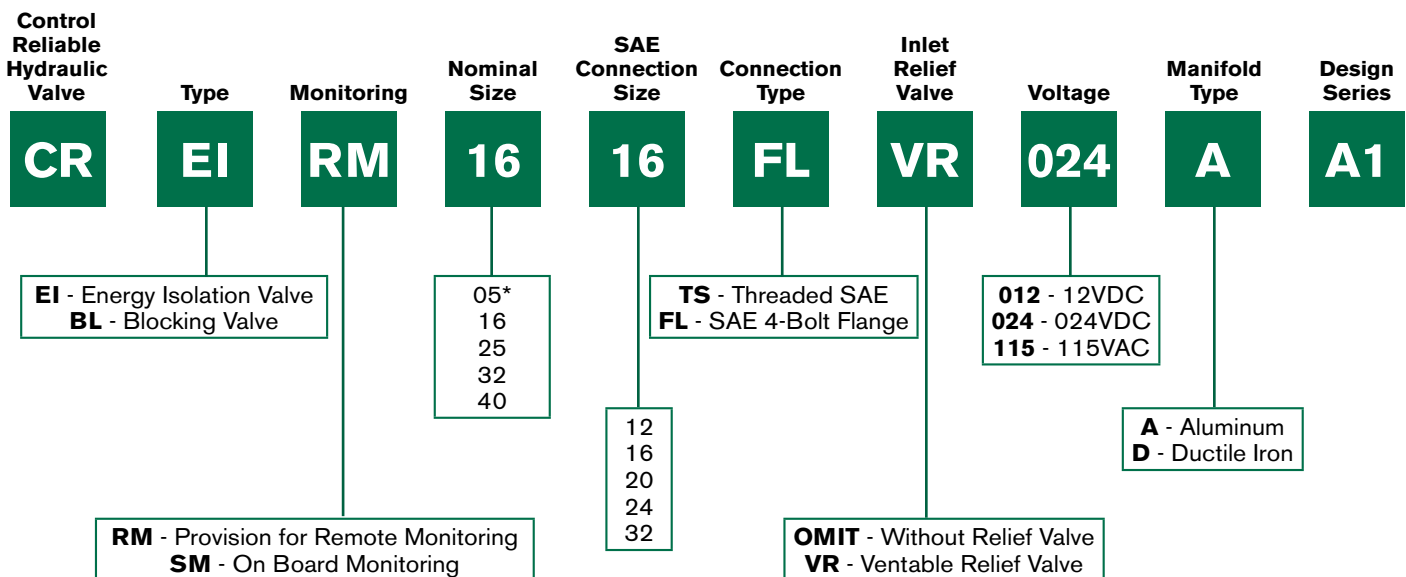 Control
Reliable
Hydraulic
Valve
Type
Monitoring
Nominal
Size
SAE
Connection
Size
Connection
Type
Inlet
Relief
Valve
Voltage
Manifold
Type
Design
Series
CR
EI
RM
16
16
FL
VR
024
A
A1
EI - Energy Isolation Valve
BL - Blocking Valve
05*
16
25
32
40
TS - Threaded SAE
FL - SAE 4-Bolt Flange
012 - 12VDC
024 - 024VDC
115 - 115VAC
12
16
20
24
32
A - Aluminum
D - Ductile Iron
RM - Provision for Remote Monitoring
SM - On Board Monitoring
OMIT - Without Relief Valve
VR - Ventable Relief Valve